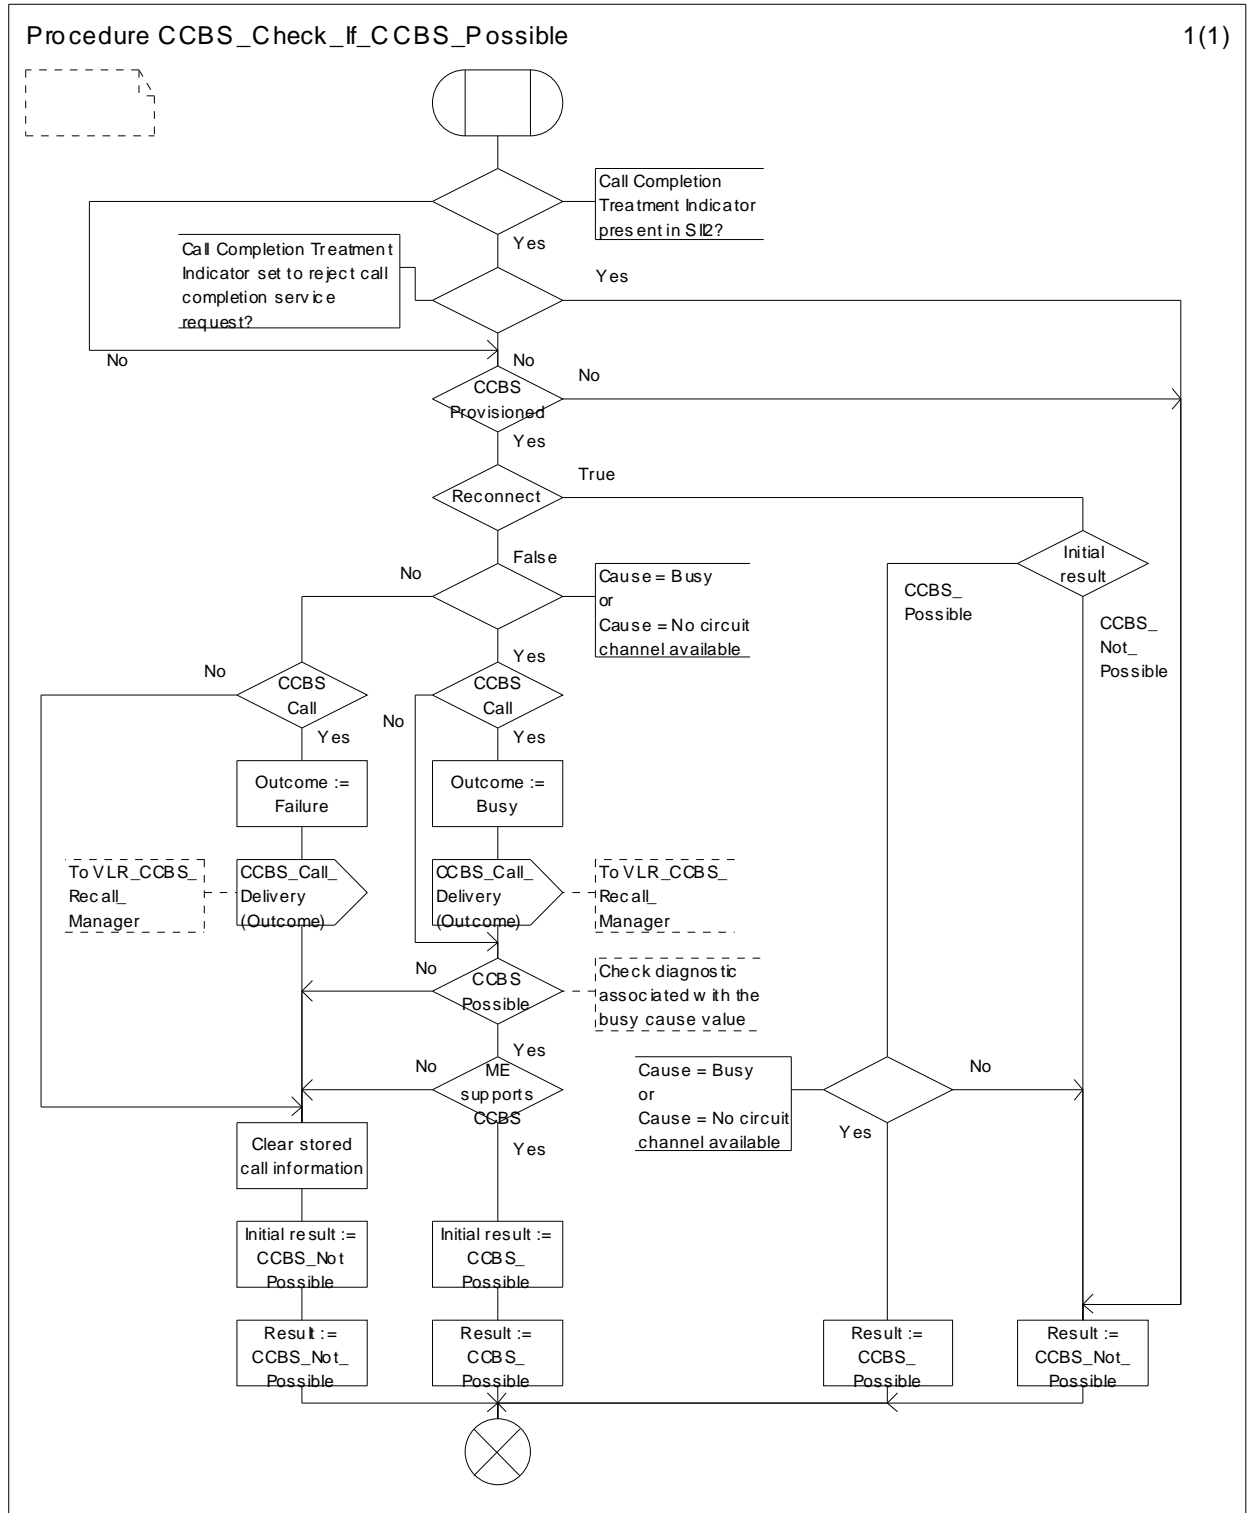 Procedure CCBS_Check_If_CCBS_Possible
1(1)
Call Completion
Treatment Indicator
present in SII2?
Yes
Call Completion Treatment
Indicator set to reject call
completion service
request?
Yes
No
No
CCBS
Provisioned
No
Yes
Reconnect
True
False
Initial
result
No
Cause = Busy
or
Cause = No circuit
channel available
CCBS_
Possible
CCBS_
Not_
Possible
Yes
No
CCBS
Call
No
CCBS
Call
Yes
Yes
Outcome :=
Failure
Outcome :=
Busy
To VLR_CCBS_
Recall_
Manager
CCBS_Call_
Delivery
(Outcome)
CCBS_Call_
Delivery
(Outcome)
To VLR_CCBS_
Recall_
Manager
No
CCBS
Possible
Check diagnostic
associated with the
busy cause value
Yes
No
ME
supports
CCBS
Cause = Busy
or
Cause = No circuit
channel available
No
Yes
Clear stored
call information
Yes
Initial result :=
CCBS_Not
Possible
Initial result :=
CCBS_
Possible
Result :=
CCBS_Not_
Possible
Result :=
CCBS_
Possible
Result :=
CCBS_
Possible
Result :=
CCBS_Not_
Possible